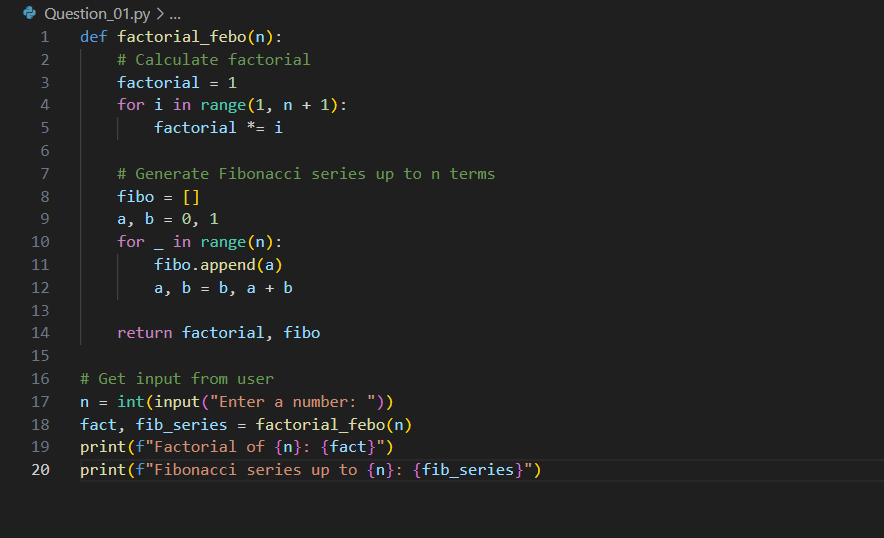 Question_01.py > ...
1 def factorial_febo(n):
2     # Calculate factorial
3     factorial = 1
4     for i in range(1, n + 1):
5         factorial *= i
6
7     # Generate Fibonacci series up to n terms
8     fibo = []
9     a, b = 0, 1
10     for _ in range(n):
11         fibo.append(a)
12         a, b = b, a + b
13
14     return factorial, fibo
15
16 # Get input from user
17 n = int(input("Enter a number: "))
18 fact, fib_series = factorial_febo(n)
19 print(f"Factorial of {n}: {fact}")
20 print(f"Fibonacci series up to {n}: {fib_series}")